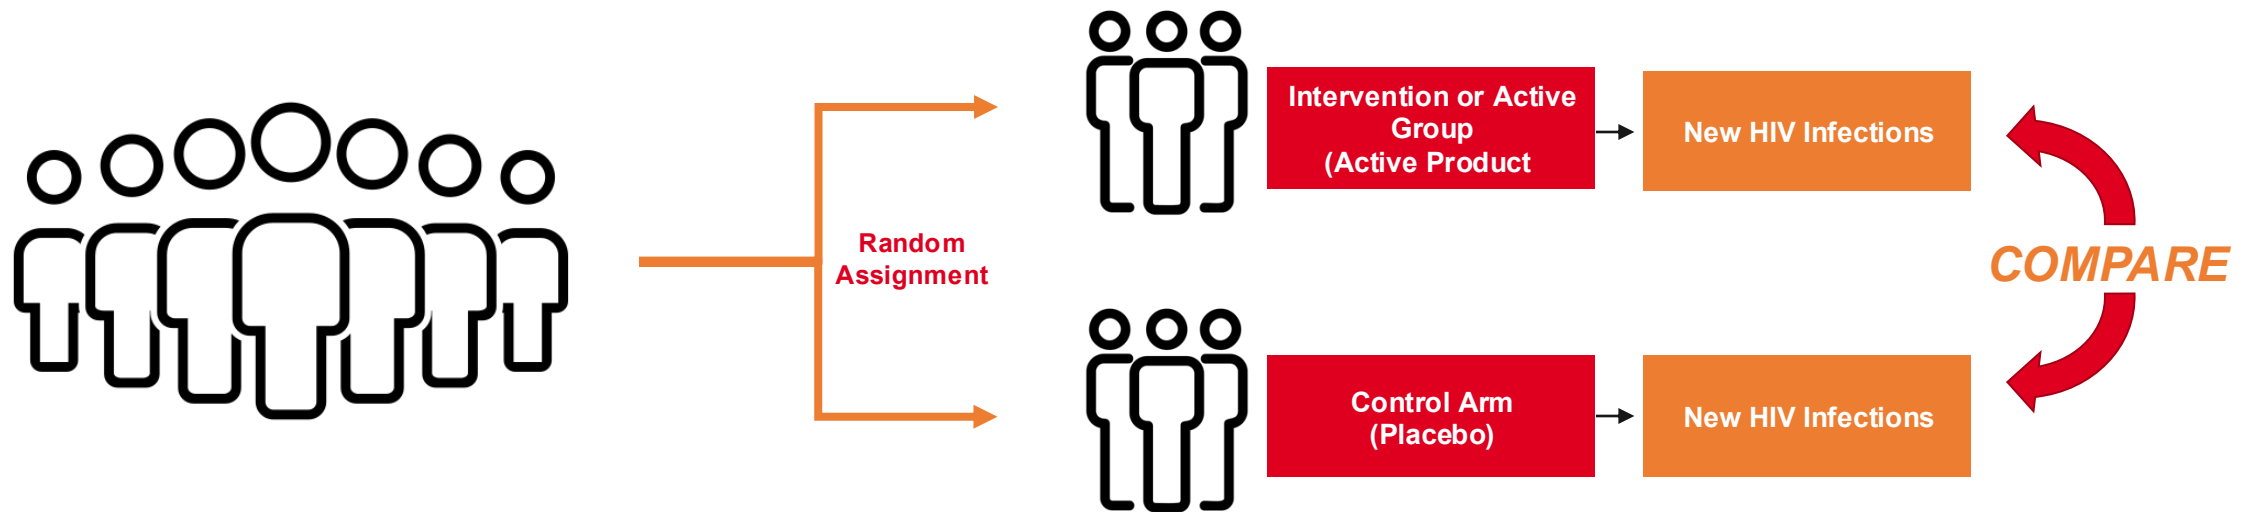 Intervention or Active
Group
(Active Product
New HIV Infections
Random
Assignment
COMPARE
Control Arm
(Placebo)
New HIV Infections